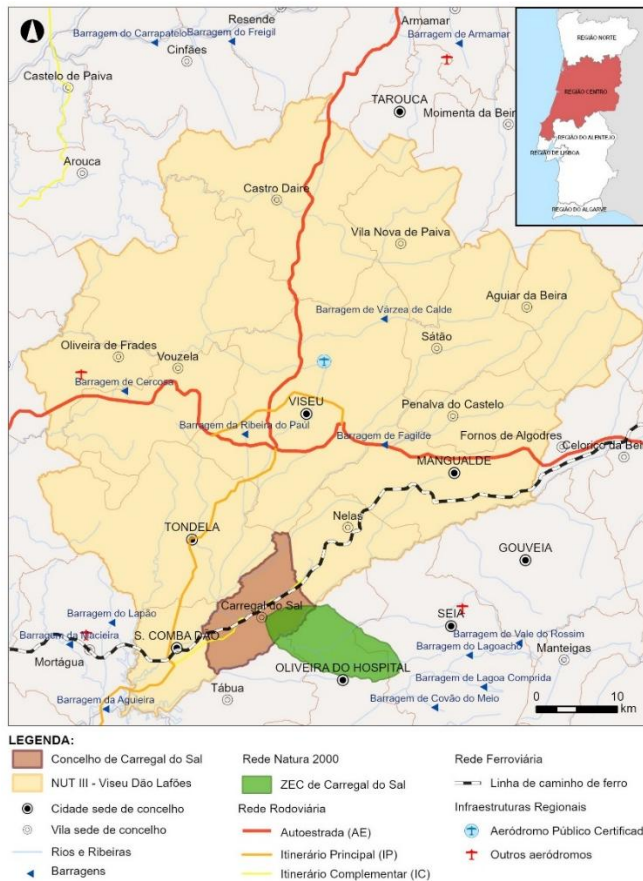 Resende
Armamar
Barragem do Carrapatelo
Barragem do Freigil
Barragem de Armamar
Cinfães
Castelo de Paiva
TAROUCA
Moimenta da Beir
Arouca
Castro Daire
Vila Nova de Paiva
Aguiar da Beira
Barragem de Várzea de Calde
Sátão
Oliveira de Frades
Vouzela
Barragem de Cercosa
VISEU
Penalva do Castelo
Barragem da Ribeira do Paúl
Barragem de Fagilde
Fornos de Algodres
Celorico da Bei
MANGUALDE
TONDELA
Nelas
GOUVEIA
Carregal do Sal
Barragem do Lapão
SEIA
S. COMBA DÃO
Barragem de Vale do Rossim
Barragem do Lagoacho
Manteigas
Mortágua
OLIVEIRA DO HOSPITAL
Barragem de Lagoa Comprida
Tábua
Barragem da Aguieira
Barragem de Covão do Meio
0 10
km
REGIÃO NORTE
REGIÃO CENTRO
REGIÃO DO ALENTEJO
REGIÃO DE LISBOA
REGIÃO DO ALGARVE
LEGENDA:
Concelho de Carregal do Sal
NUT III - Viseu Dão Lafões
Cidade sede de concelho
Vila sede de concelho
Rios e Ribeiras
Barragens
Rede Natura 2000
ZEC de Carregal do Sal
Rede Rodoviária
Autoestrada (AE)
Itinerário Principal (IP)
Itinerário Complementar (IC)
Rede Ferroviária
Linha de caminho de ferro
Infraestruturas Regionais
Aeródromo Público Certificad
Outros aeródromos